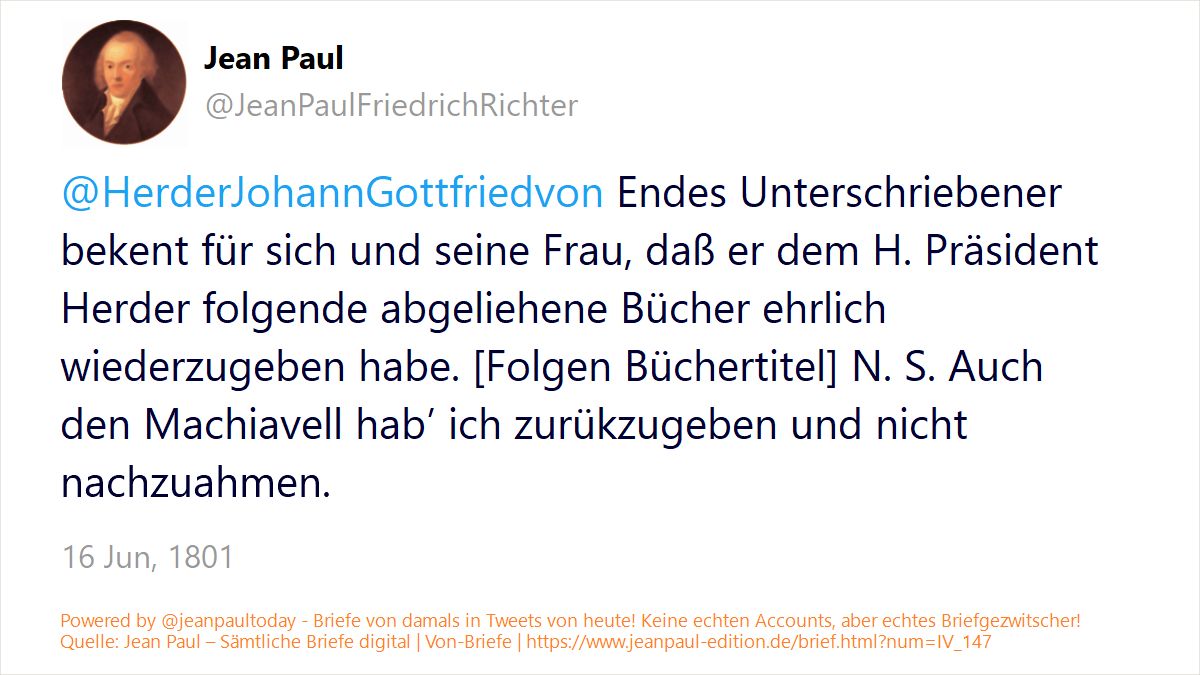 Jean Paul
@JeanPaulFriedrichRichter
@HerderJohannGottfriedvon Endes Unterschriebener
bekent für sich und seine Frau, daß er dem H. Präsident
Herder folgende abgeliehene Bücher ehrlich
wiederzugeben habe. [Folgen Büchertitel] N. S. Auch
den Machiavell hab’ ich zurükzugeben und nicht
nachzuahmen.
16 Jun, 1801
Powered by @jeanpaultoday - Briefe von damals in Tweets von heute! Keine echten Accounts, aber echtes Briefgezwitscher!
Quelle: Jean Paul – Sämtliche Briefe digital | Von-Briefe | https://www.jeanpaul-edition.de/brief.html?num=IV_147